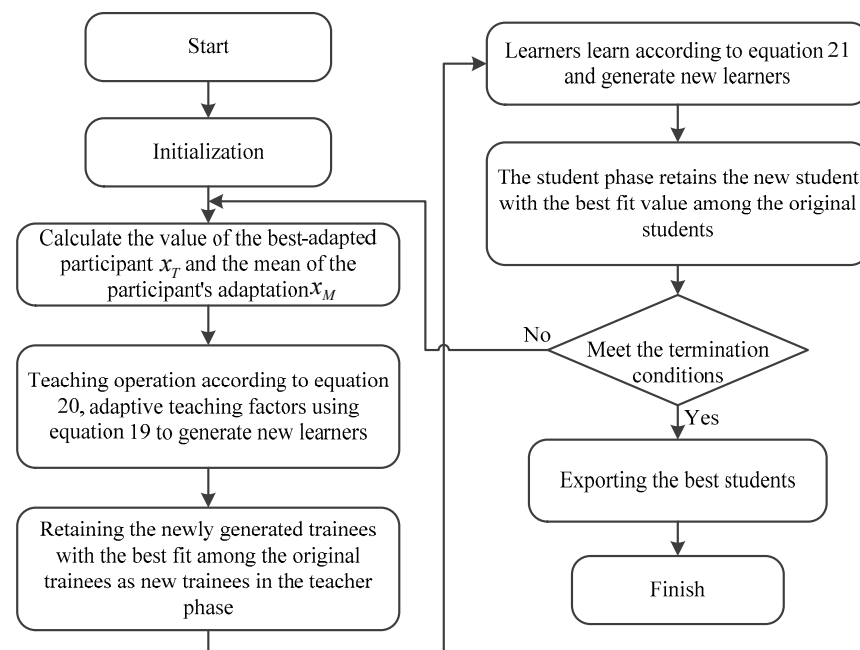 Start
Initialization
Calculate the value of the best-adapted
participant x_T and the mean of the
participant's adaptation x_M
Teaching operation according to equation
20, adaptive teaching factors using
equation 19 to generate new learners
Retaining the newly generated trainees
with the best fit among the original
trainees as new trainees in the teacher
phase
Learners learn according to equation 21
and generate new learners
The student phase retains the new student
with the best fit value among the original
students
No
Meet the termination
conditions
Yes
Exporting the best students
Finish